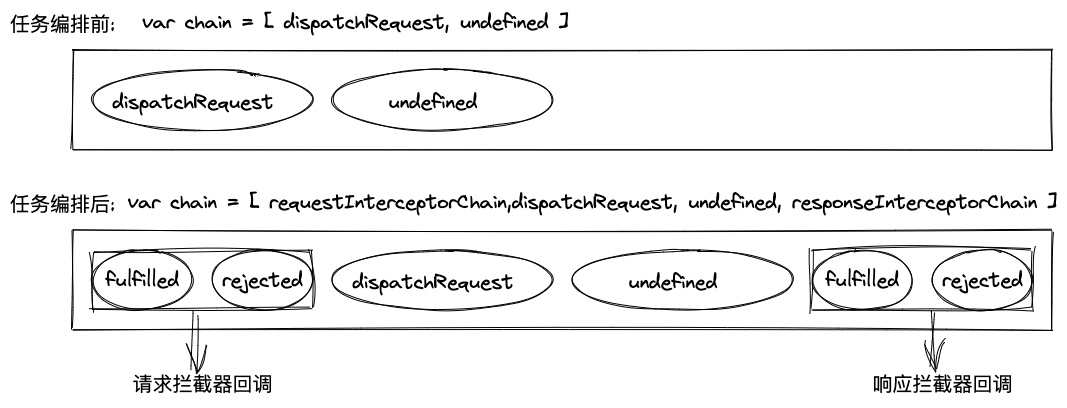 任务编排前: var chain = [ dispatchRequest, undefined ]
dispatchRequest undefined
任务编排后: var chain = [ requestInterceptorChain,dispatchRequest, undefined, responseInterceptorChain ]
fulfilled rejected dispatchRequest undefined fulfilled rejected
请求拦截器回调 响应拦截器回调